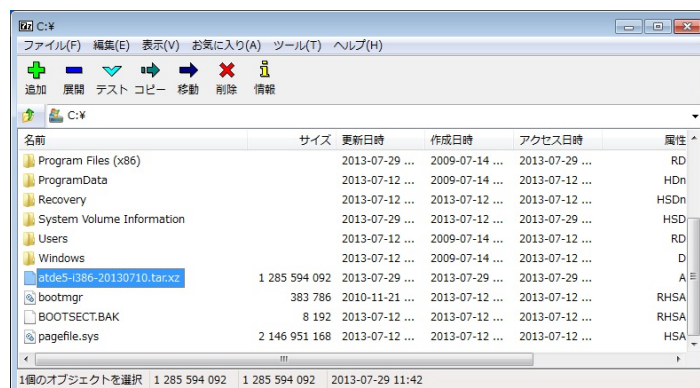 C:¥
ファイル(F) 編集(E) 表示(V) お気に入り(A) ツール(T) ヘルプ(H)
追加 展開 テスト コピー 移動 削除 情報
C:¥
名前 サイズ 更新日時 作成日時 アクセス日時 属性
Program Files (x86) 2013-07-29 ... 2009-07-14 ... 2013-07-29 ... RD
ProgramData 2013-07-12 ... 2009-07-14 ... 2013-07-12 ... HDn
Recovery 2013-07-12 ... 2013-07-12 ... 2013-07-12 ... HSDn
System Volume Information 2013-07-29 ... 2013-07-12 ... 2013-07-29 ... HSD
Users 2013-07-12 ... 2009-07-14 ... 2013-07-12 ... RD
Windows 2013-07-12 ... 2009-07-14 ... 2013-07-12 ... D
atde5-i386-20130710.tar.xz 1 285 594 092 2013-07-29 ... 2013-07-29 ... 2013-07-29 ... A
bootmgr 383 786 2010-11-21 ... 2013-07-12 ... 2013-07-12 ... RHSA
BOOTSECT.BAK 8 192 2013-07-12 ... 2013-07-12 ... 2013-07-12 ... RHSA
pagefile.sys 2 146 951 168 2013-07-12 ... 2013-07-12 ... 2013-07-12 ... HSA
1個のオブジェクトを選択 1 285 594 092 1 285 594 092 2013-07-29 11:42